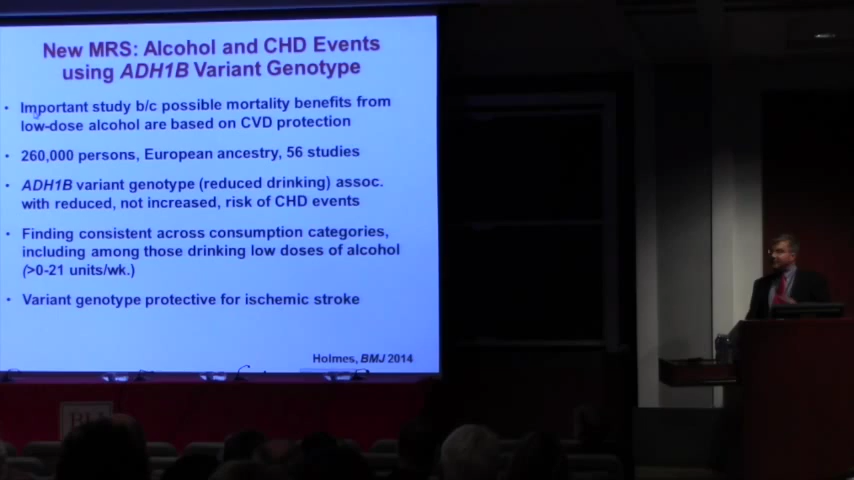 New MRS: Alcohol and CHD Events
using ADH1B Variant Genotype
• Important study b/c possible mortality benefits from
low-dose alcohol are based on CVD protection
• 260,000 persons, European ancestry, 56 studies
• ADH1B variant genotype (reduced drinking) assoc.
with reduced, not increased, risk of CHD events
• Finding consistent across consumption categories,
including among those drinking low doses of alcohol
(>0-21 units/wk.)
• Variant genotype protective for ischemic stroke
Holmes, BMJ 2014